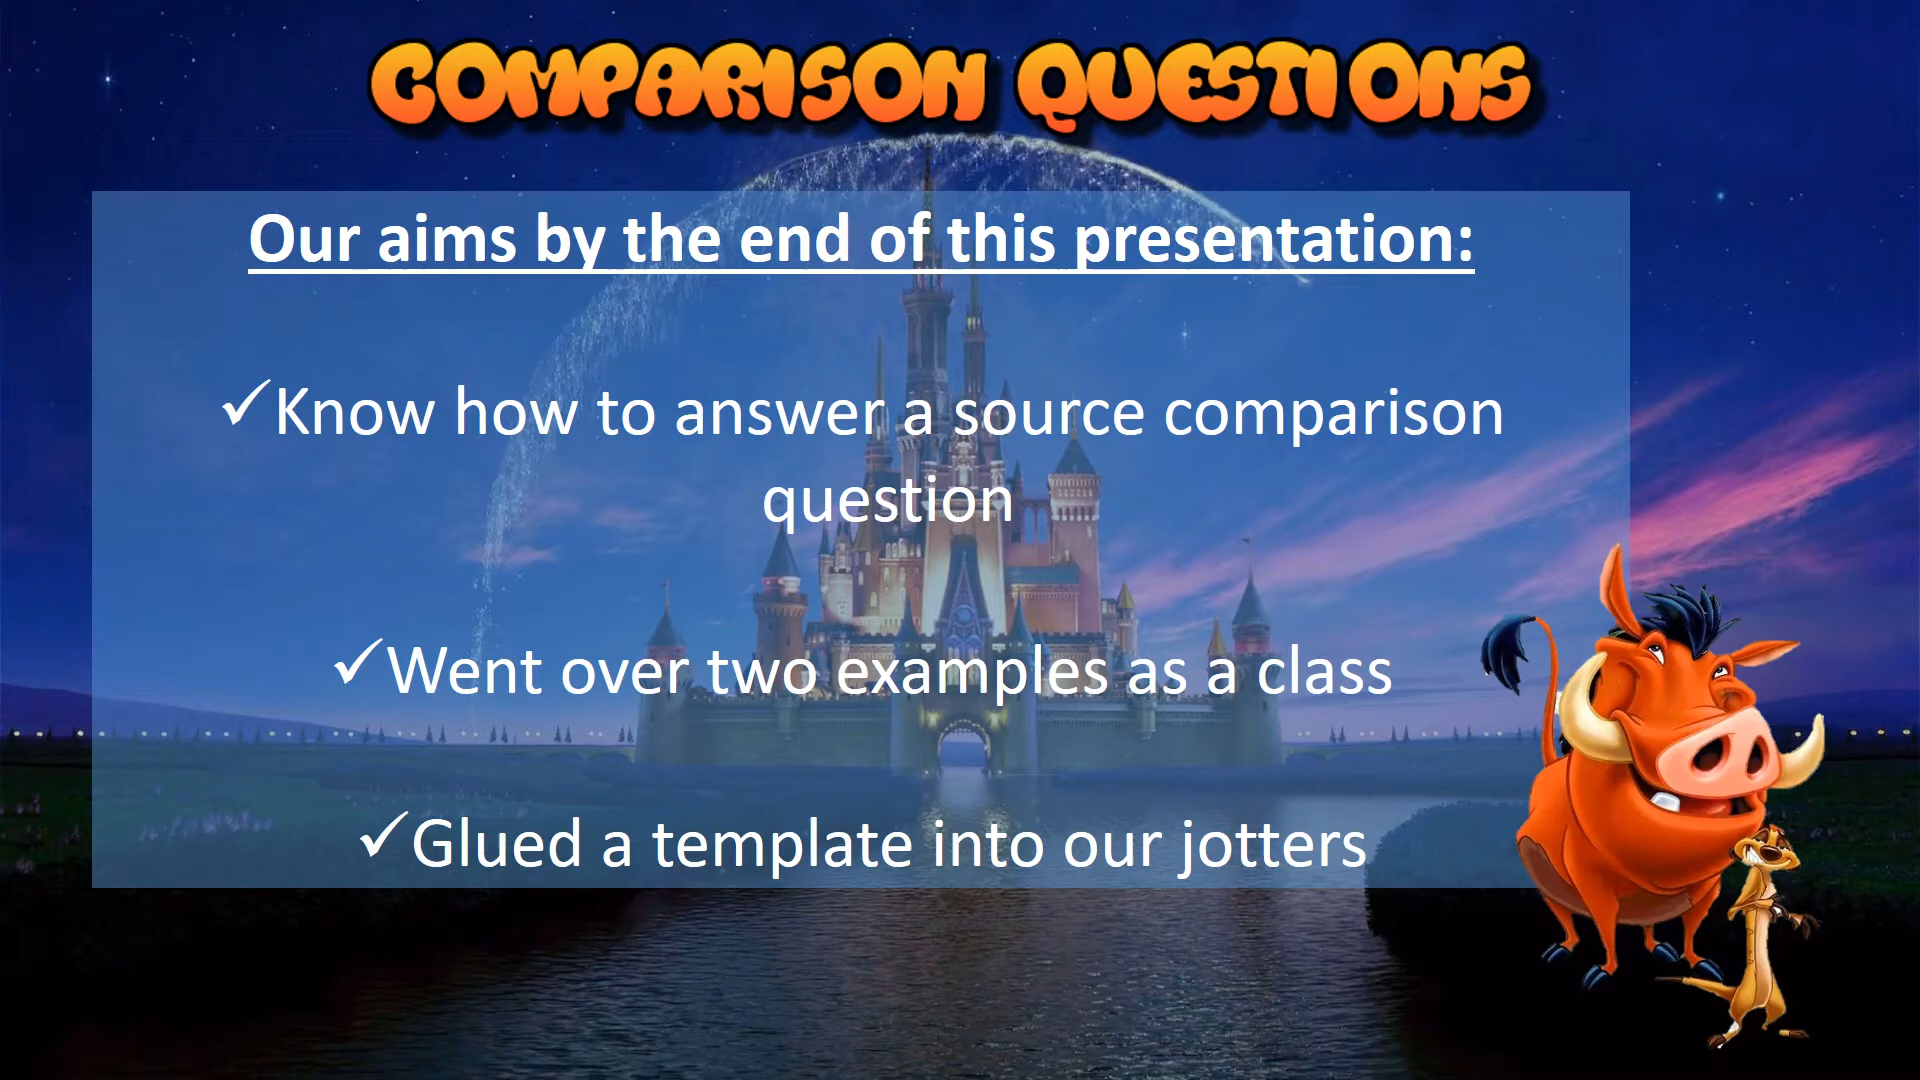 COMPARISON QUESTIONS
Our aims by the end of this presentation:
✓Know how to answer a source comparison
question
✓Went over two examples as a class
✓Glued a template into our jotters